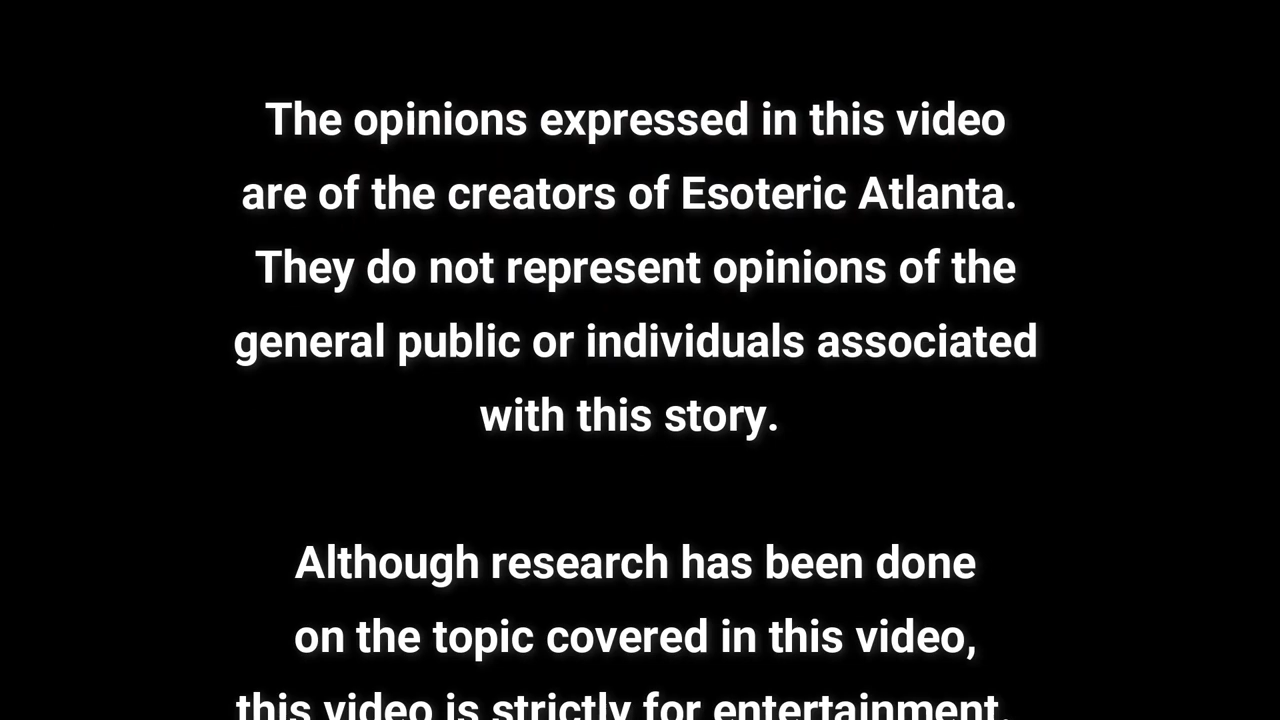 The opinions expressed in this video
are of the creators of Esoteric Atlanta.
They do not represent opinions of the
general public or individuals associated
with this story.
Although research has been done
on the topic covered in this video,
this video is strictly for entertainment.